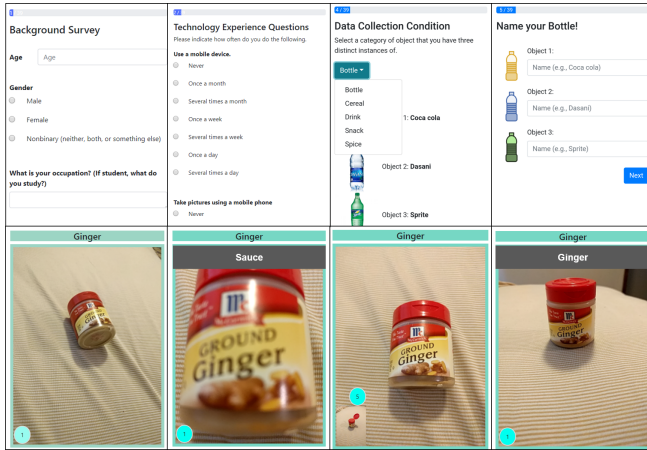 1
Background Survey
Age
Age
Gender
Male
Female
Nonbinary (neither, both, or something else)
What is your occupation? (If student, what do
you study?)
Technology Experience Questions
Please indicate how often do you do the following.
Use a mobile device.
Never
Once a month
Several times a month
Once a week
Several times a week
Once a day
Several times a day
Take pictures using a mobile phone
Never
4 / 39
Data Collection Condition
Select a category of object that you have three
distinct instances of.
Bottle
Bottle
Cereal
Drink
Snack
Spice
1: Coca cola
Object 2: Dasani
Object 3: Sprite
5 / 39
Name your Bottle!
Object 1:
Name (e.g., Coca cola)
Object 2:
Name (e.g., Dasani)
Object 3:
Name (e.g., Sprite)
Next
Ginger
GROUND
Ginger
1
Ginger
Sauce
GROUND
Ginger
1
Ginger
GROUND
Ginger
5
Ginger
Ginger
GROUND
Ginger
1